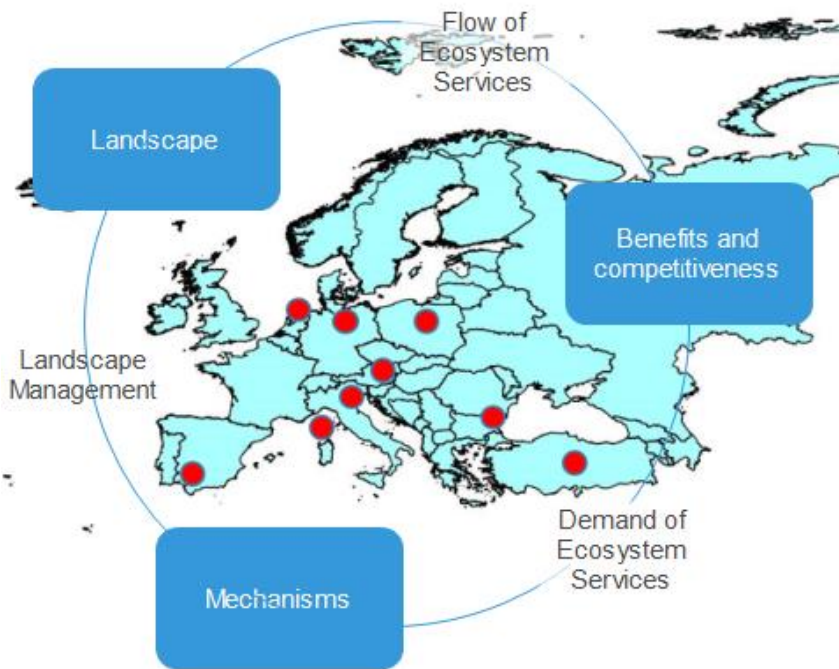 Flow of
Ecosystem
Services
Landscape
Benefits and
competitiveness
Landscape
Management
Demand of
Ecosystem
Services
Mechanisms